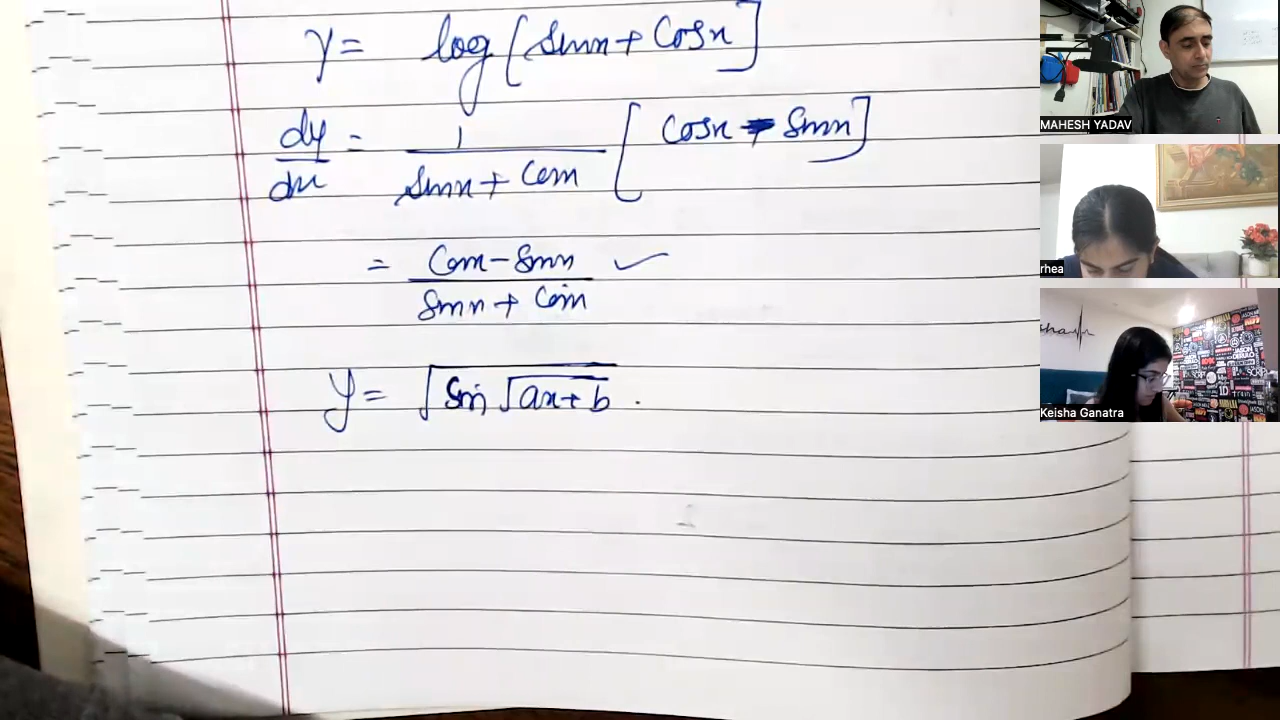 y = log [sinx + cosx]
dy/dx = 1/(sinx + cosx) [cosx - sinx]
= (cosx - sinx)/(sinx + cosx) ✓
y = √(sin √(ax + b)) .
MAHESH YADAV
rhea
Keisha Ganatra